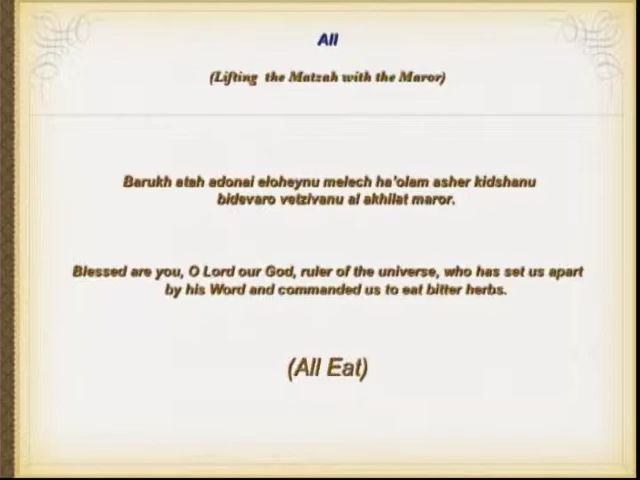 All
(Lifting the Matzah with the Maror)
Barukh atah adonai eloheynu melech ha'olam asher kidshanu
bidevaro vetzivanu al akhilat maror.
Blessed are you, O Lord our God, ruler of the universe, who has set us apart
by his Word and commanded us to eat bitter herbs.
(All Eat)